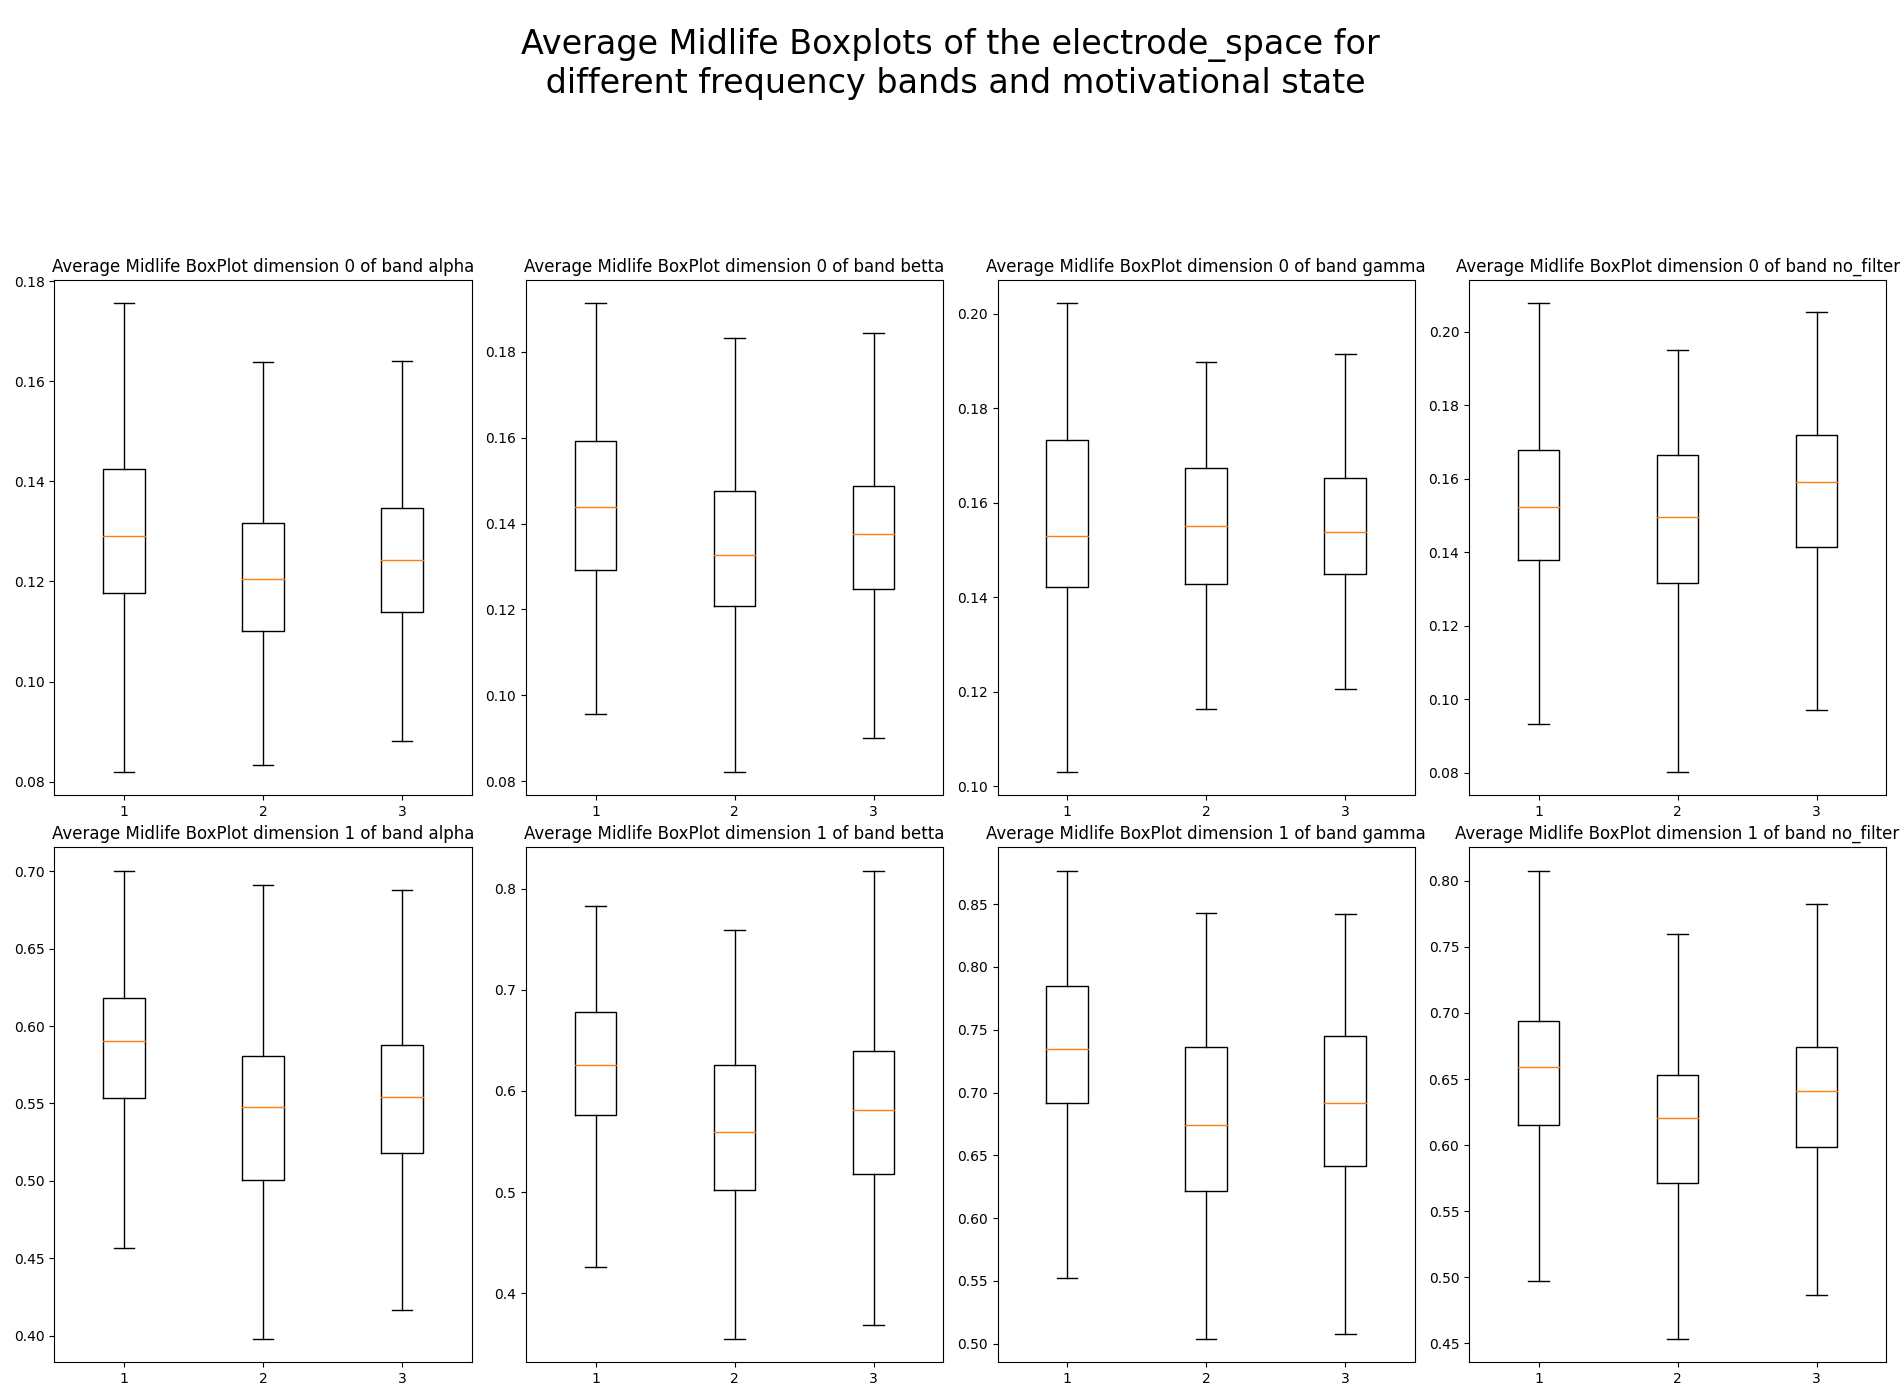 Average Midlife Boxplots of the electrode_space for
different frequency bands and motivational state
Average Midlife BoxPlot dimension 0 of band alpha
0.18
0.16
0.14
0.12
0.10
0.08
1 2 3
Average Midlife BoxPlot dimension 0 of band betta
0.18
0.16
0.14
0.12
0.10
0.08
1 2 3
Average Midlife BoxPlot dimension 0 of band gamma
0.20
0.18
0.16
0.14
0.12
0.10
1 2 3
Average Midlife BoxPlot dimension 0 of band no_filter
0.20
0.18
0.16
0.14
0.12
0.10
0.08
1 2 3
Average Midlife BoxPlot dimension 1 of band alpha
0.70
0.65
0.60
0.55
0.50
0.45
0.40
1 2 3
Average Midlife BoxPlot dimension 1 of band betta
0.8
0.7
0.6
0.5
0.4
1 2 3
Average Midlife BoxPlot dimension 1 of band gamma
0.85
0.80
0.75
0.70
0.65
0.60
0.55
0.50
1 2 3
Average Midlife BoxPlot dimension 1 of band no_filter
0.80
0.75
0.70
0.65
0.60
0.55
0.50
0.45
1 2 3